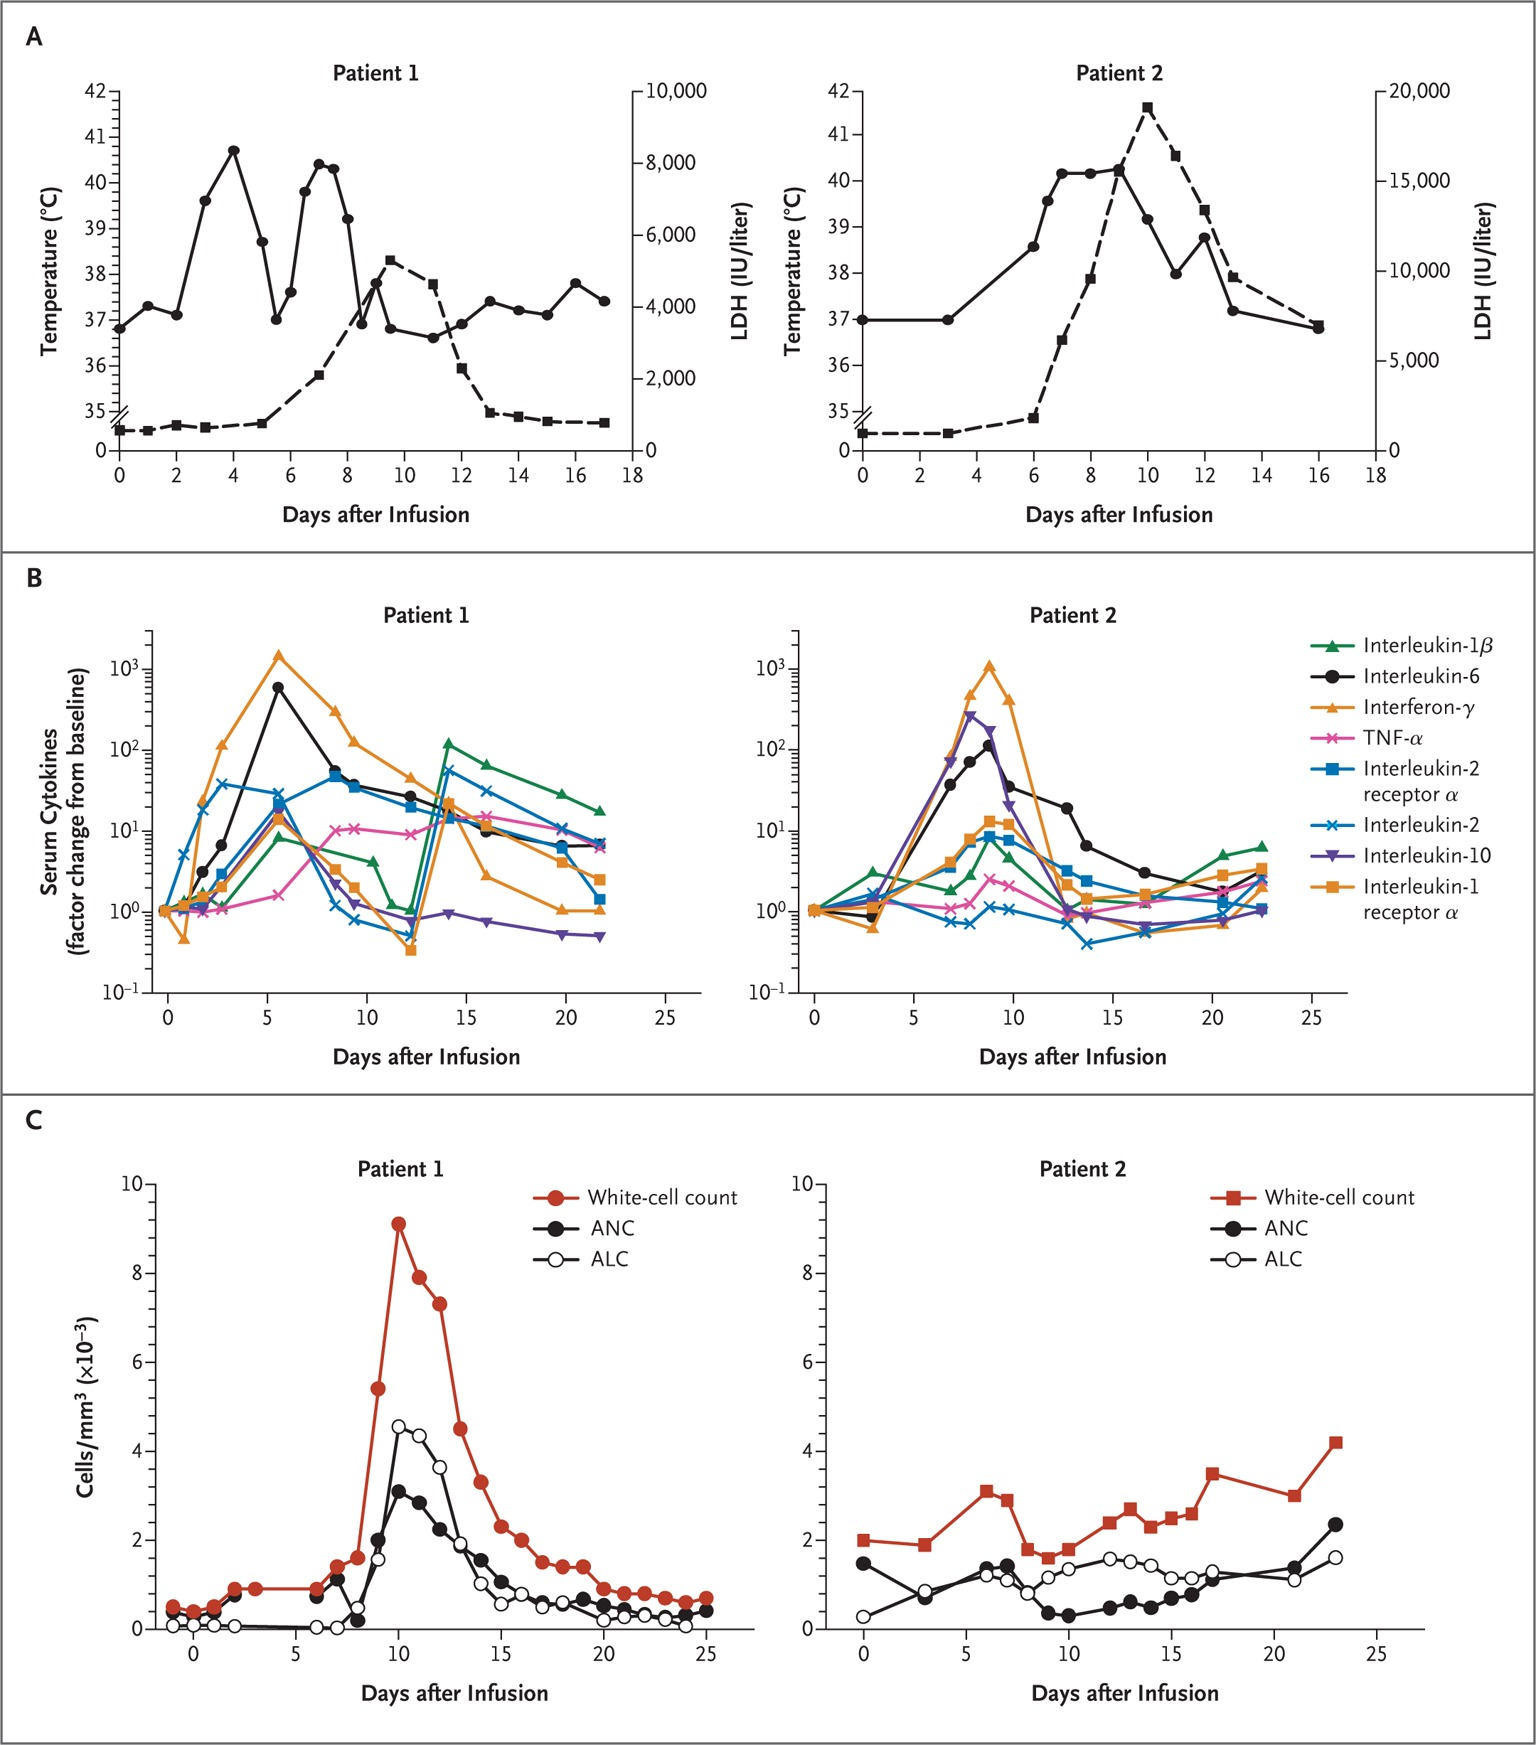 A
Patient 1
42
41
40
39
38
37
36
35
0
Temperature (°C)
10,000
8,000
6,000
4,000
2,000
0
LDH (IU/liter)
0 2 4 6 8 10 12 14 16 18
Days after Infusion
Patient 2
42
41
40
39
38
37
36
35
0
Temperature (°C)
20,000
15,000
10,000
5,000
0
LDH (IU/liter)
0 2 4 6 8 10 12 14 16 18
Days after Infusion
B
Patient 1
Serum Cytokines
(factor change from baseline)
10³
10²
10¹
10⁰
10⁻¹
0 5 10 15 20 25
Days after Infusion
Patient 2
10³
10²
10¹
10⁰
10⁻¹
0 5 10 15 20 25
Days after Infusion
Interleukin-1β
Interleukin-6
Interferon-γ
TNF-α
Interleukin-2
receptor α
Interleukin-2
Interleukin-10
Interleukin-1
receptor α
C
Patient 1
Cells/mm³ (×10⁻³)
10
8
6
4
2
0
White-cell count
ANC
ALC
0 5 10 15 20 25
Days after Infusion
Patient 2
10
8
6
4
2
0
White-cell count
ANC
ALC
0 5 10 15 20 25
Days after Infusion